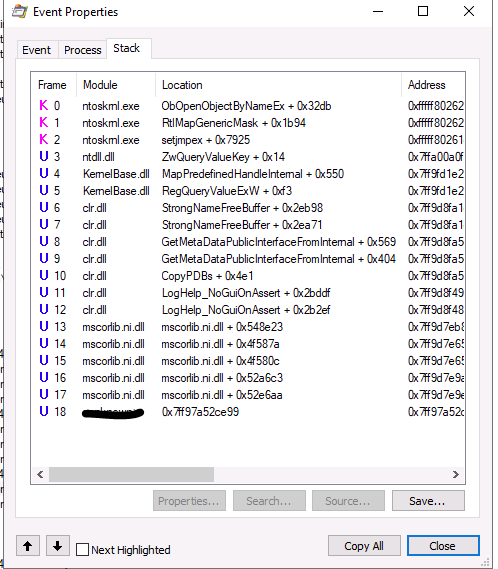 Event Properties
Event Process Stack
Frame Module Location Address
K 0 ntoskrnl.exe ObOpenObjectByNameEx + 0x32db 0xfffff80262
K 1 ntoskrnl.exe RtlMapGenericMask + 0x1b94 0xfffff80262
K 2 ntoskrnl.exe setjmpex + 0x7925 0xfffff80261
U 3 ntdll.dll ZwQueryValueKey + 0x14 0x7ffa00a0f
U 4 KernelBase.dll MapPredefinedHandleInternal + 0x550 0x7ff9fd1e2
U 5 KernelBase.dll RegQueryValueExW + 0xf3 0x7ff9fd1e2
U 6 clr.dll StrongNameFreeBuffer + 0x2eb98 0x7ff9d8fa1
U 7 clr.dll StrongNameFreeBuffer + 0x2ea71 0x7ff9d8fa1
U 8 clr.dll GetMetaDataPublicInterfaceFromInternal + 0x569 0x7ff9d8fa5
U 9 clr.dll GetMetaDataPublicInterfaceFromInternal + 0x404 0x7ff9d8fa5
U 10 clr.dll CopyPDBs + 0x4e1 0x7ff9d8fa5
U 11 clr.dll LogHelp_NoGuiOnAssert + 0x2bddf 0x7ff9d8f49
U 12 clr.dll LogHelp_NoGuiOnAssert + 0x2b2ef 0x7ff9d8f48
U 13 mscorlib.ni.dll mscorlib.ni.dll + 0x548e23 0x7ff9d7eb8
U 14 mscorlib.ni.dll mscorlib.ni.dll + 0x4f587a 0x7ff9d7e65
U 15 mscorlib.ni.dll mscorlib.ni.dll + 0x4f580c 0x7ff9d7e65
U 16 mscorlib.ni.dll mscorlib.ni.dll + 0x52a6c3 0x7ff9d7e9a
U 17 mscorlib.ni.dll mscorlib.ni.dll + 0x52e6aa 0x7ff9d7e9e
U 18 0x7ff97a52ce99 0x7ff97a52c
Properties... Search... Source... Save...
Next Highlighted Copy All Close